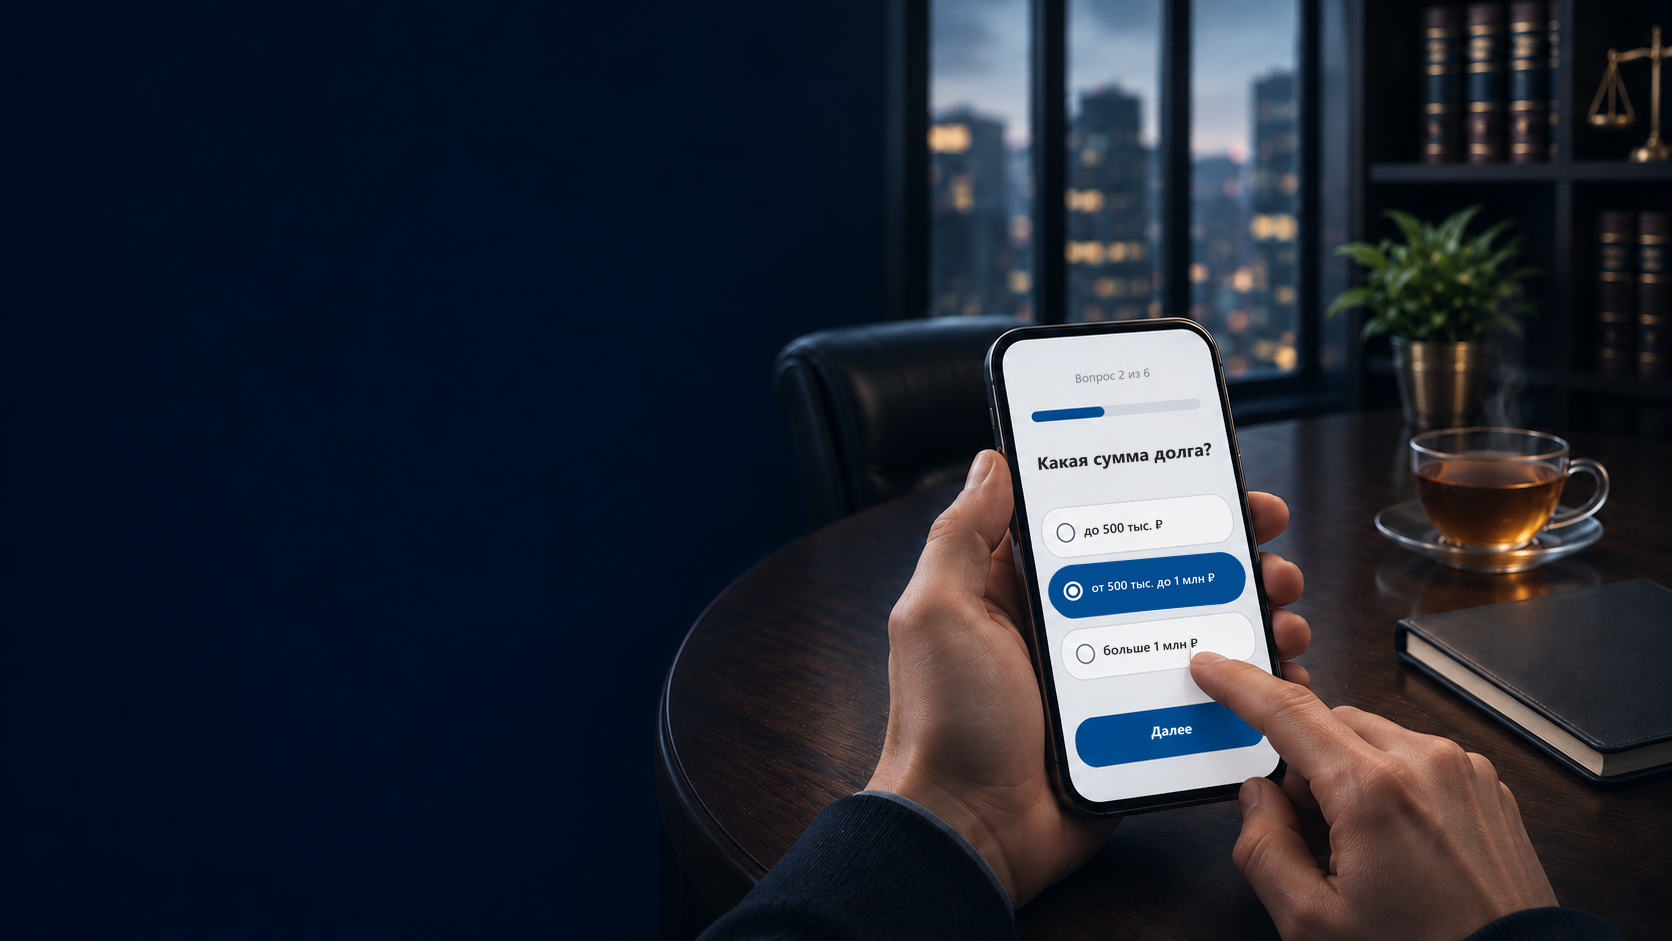 Вопрос 2 из 6
Какая сумма долга?
до 500 тыс. ₽
от 500 тыс. до 1 млн ₽
больше 1 млн ₽
Далее